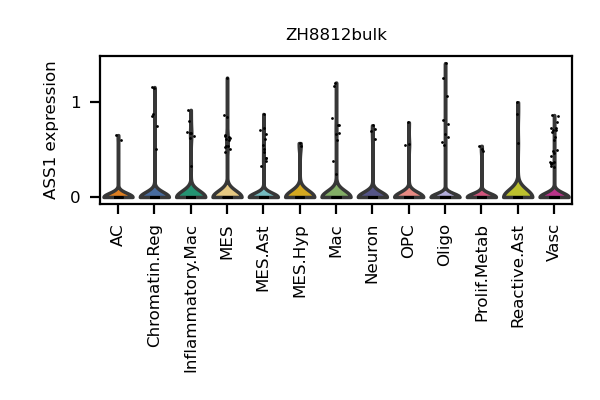 ZH8812bulk
ASS1 expression
1
0
AC
Chromatin.Reg
Inflammatory.Mac
MES
MES.Ast
MES.Hyp
Mac
Neuron
OPC
Oligo
Prolif.Metab
Reactive.Ast
Vasc